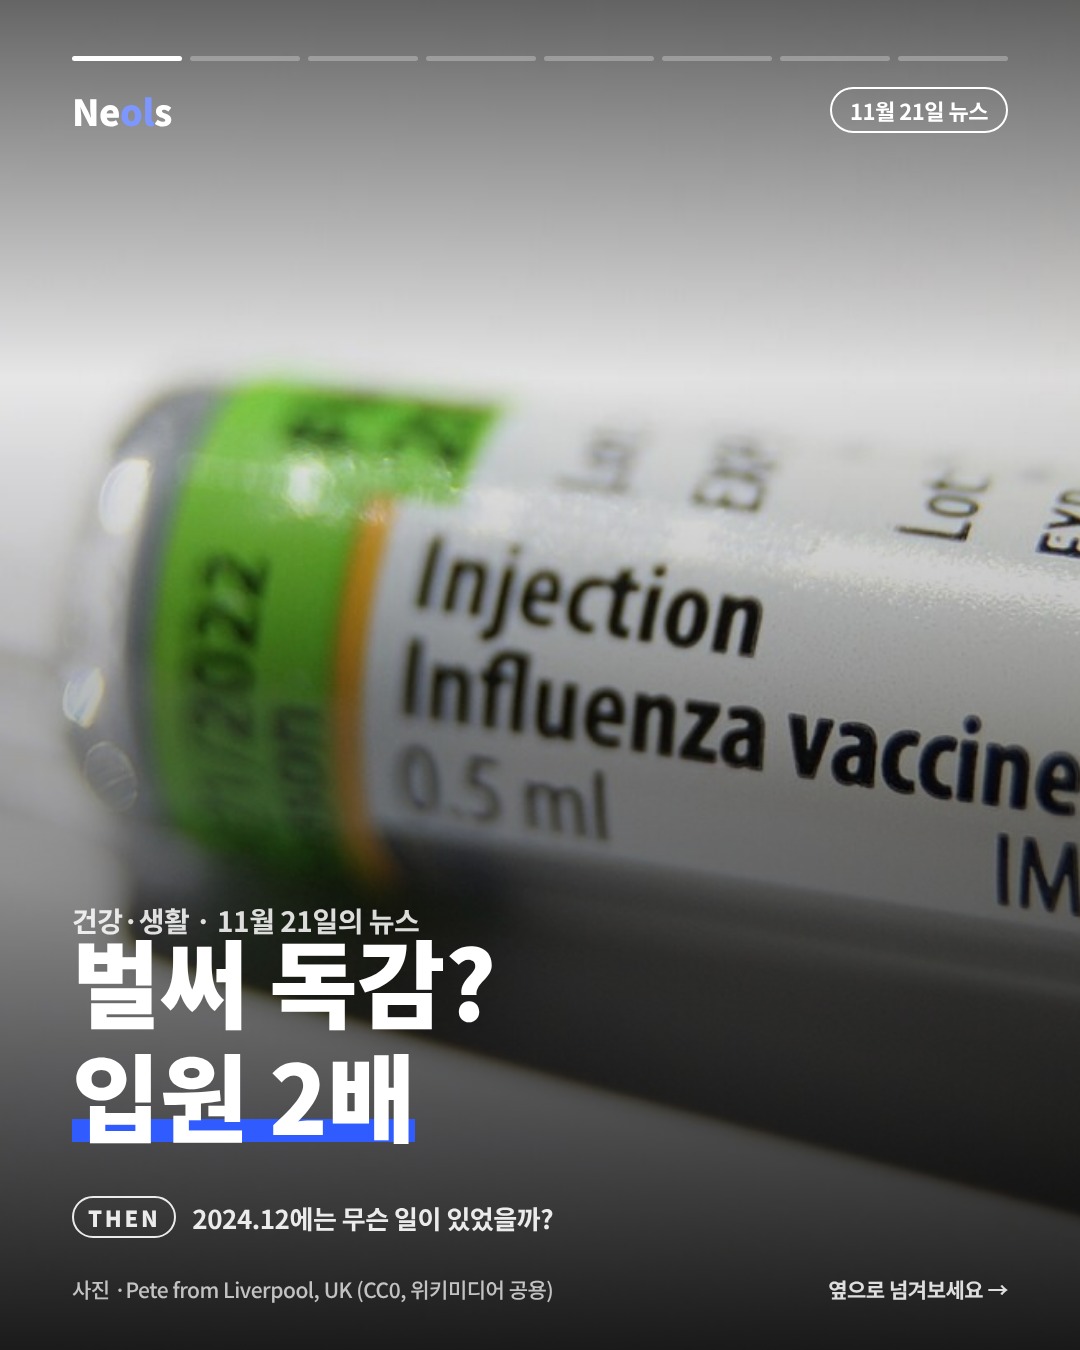 Neols
11월 21일 뉴스
Lot
EXP
Lot
EXP
2022
Injection
Influenza vaccine
0.5 ml
IM
건강·생활 · 11월 21일의 뉴스
벌써 독감?
입원 2배
THEN 2024.12에는 무슨 일이 있었을까?
사진 · Pete from Liverpool, UK (CC0, 위키미디어 공용)
옆으로 넘겨보세요 →